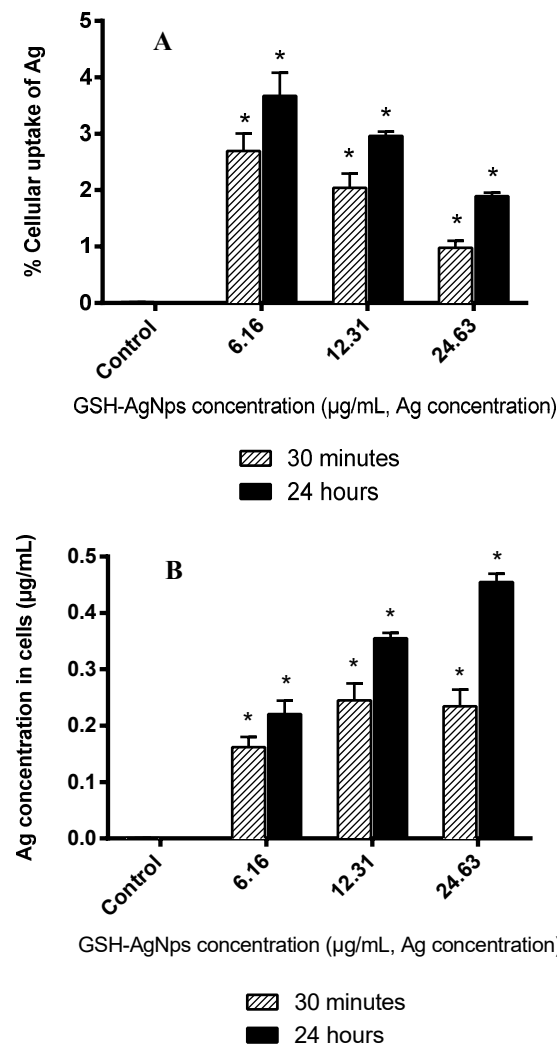 A
% Cellular uptake of Ag
5
4
3
2
1
0
* * * * * *
Control
6.16
12.31
24.63
GSH-AgNps concentration (µg/mL, Ag concentration)
30 minutes
24 hours
B
Ag concentration in cells (µg/mL)
0.5
0.4
0.3
0.2
0.1
0.0
* * * * * *
Control
6.16
12.31
24.63
GSH-AgNps concentration (µg/mL, Ag concentration)
30 minutes
24 hours